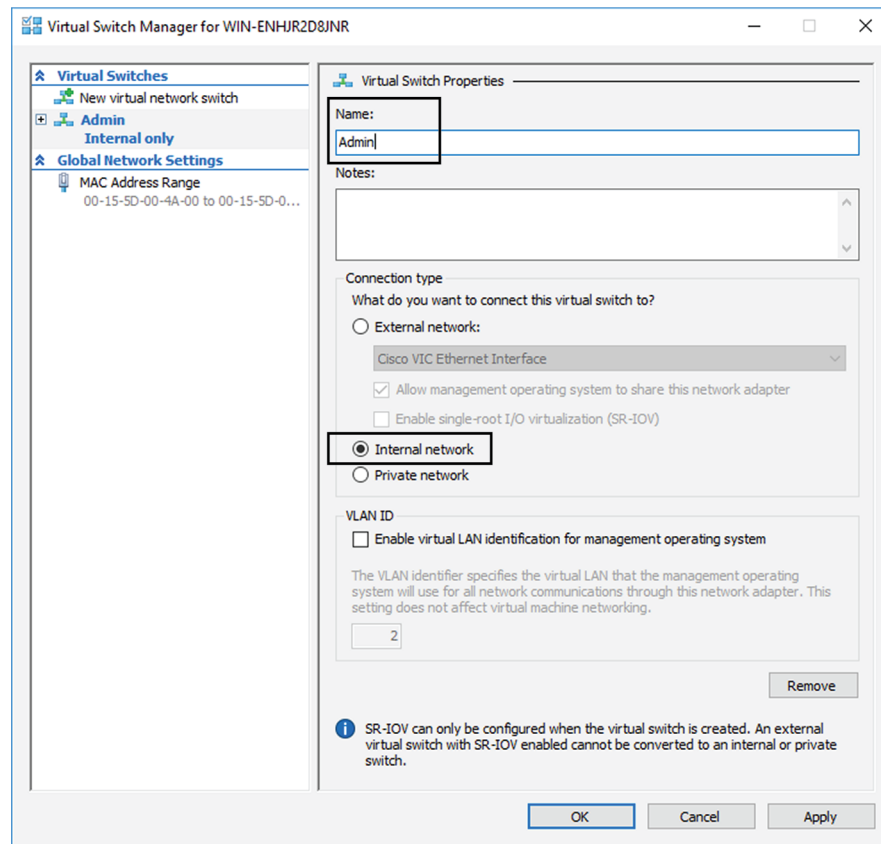 Virtual Switch Manager for WIN-ENHJR2D8JNR
Virtual Switches
New virtual network switch
Admin
Internal only
Global Network Settings
MAC Address Range
00-15-5D-00-4A-00 to 00-15-5D-0...
Virtual Switch Properties
Name:
Admin
Notes:
Connection type
What do you want to connect this virtual switch to?
External network:
Cisco VIC Ethernet Interface
Allow management operating system to share this network adapter
Enable single-root I/O virtualization (SR-IOV)
Internal network
Private network
VLAN ID
Enable virtual LAN identification for management operating system
The VLAN identifier specifies the virtual LAN that the management operating
system will use for all network communications through this network adapter. This
setting does not affect virtual machine networking.
2
Remove
SR-IOV can only be configured when the virtual switch is created. An external
virtual switch with SR-IOV enabled cannot be converted to an internal or private
switch.
OK
Cancel
Apply